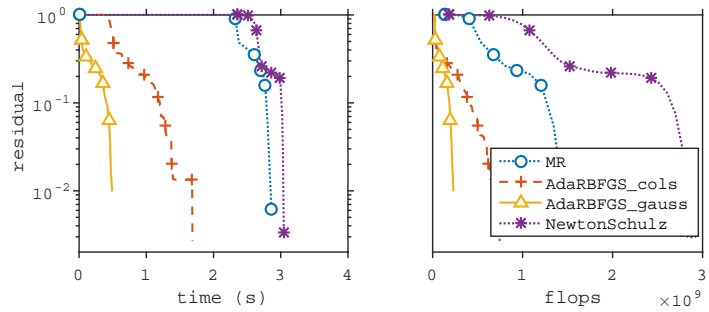 residual
10^0
10^-1
10^-2
0
1
2
3
4
time (s)
MR
AdaRBFGS_cols
AdaRBFGS_gauss
NewtonSchulz
0
1
2
3
flops
×10^9